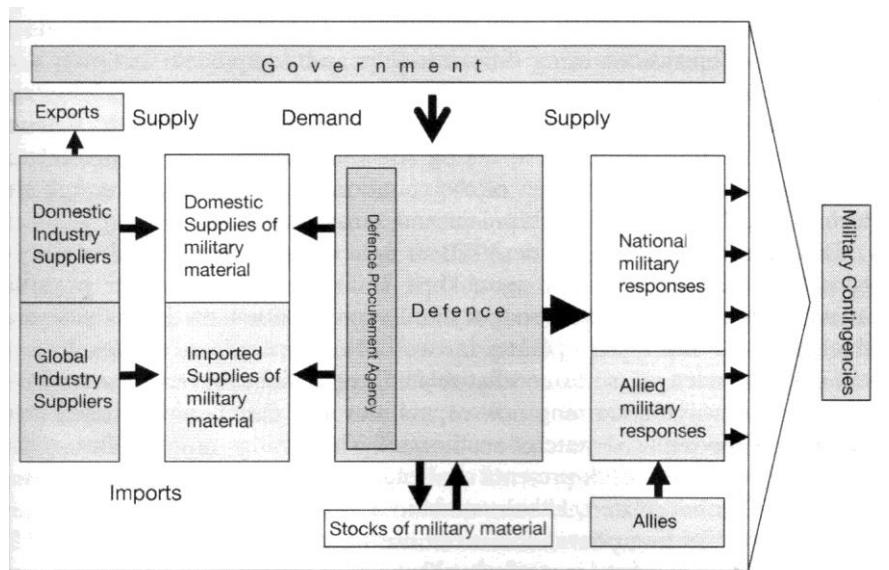 Government
Exports
Supply
Demand
Supply
Domestic
Industry
Suppliers
Domestic
Supplies of
military
material
Defence Procurement Agency
Defence
National
military
responses
Military Contingencies
Global
Industry
Suppliers
Imported
Supplies of
military
material
Allied
military
responses
Imports
Stocks of military material
Allies